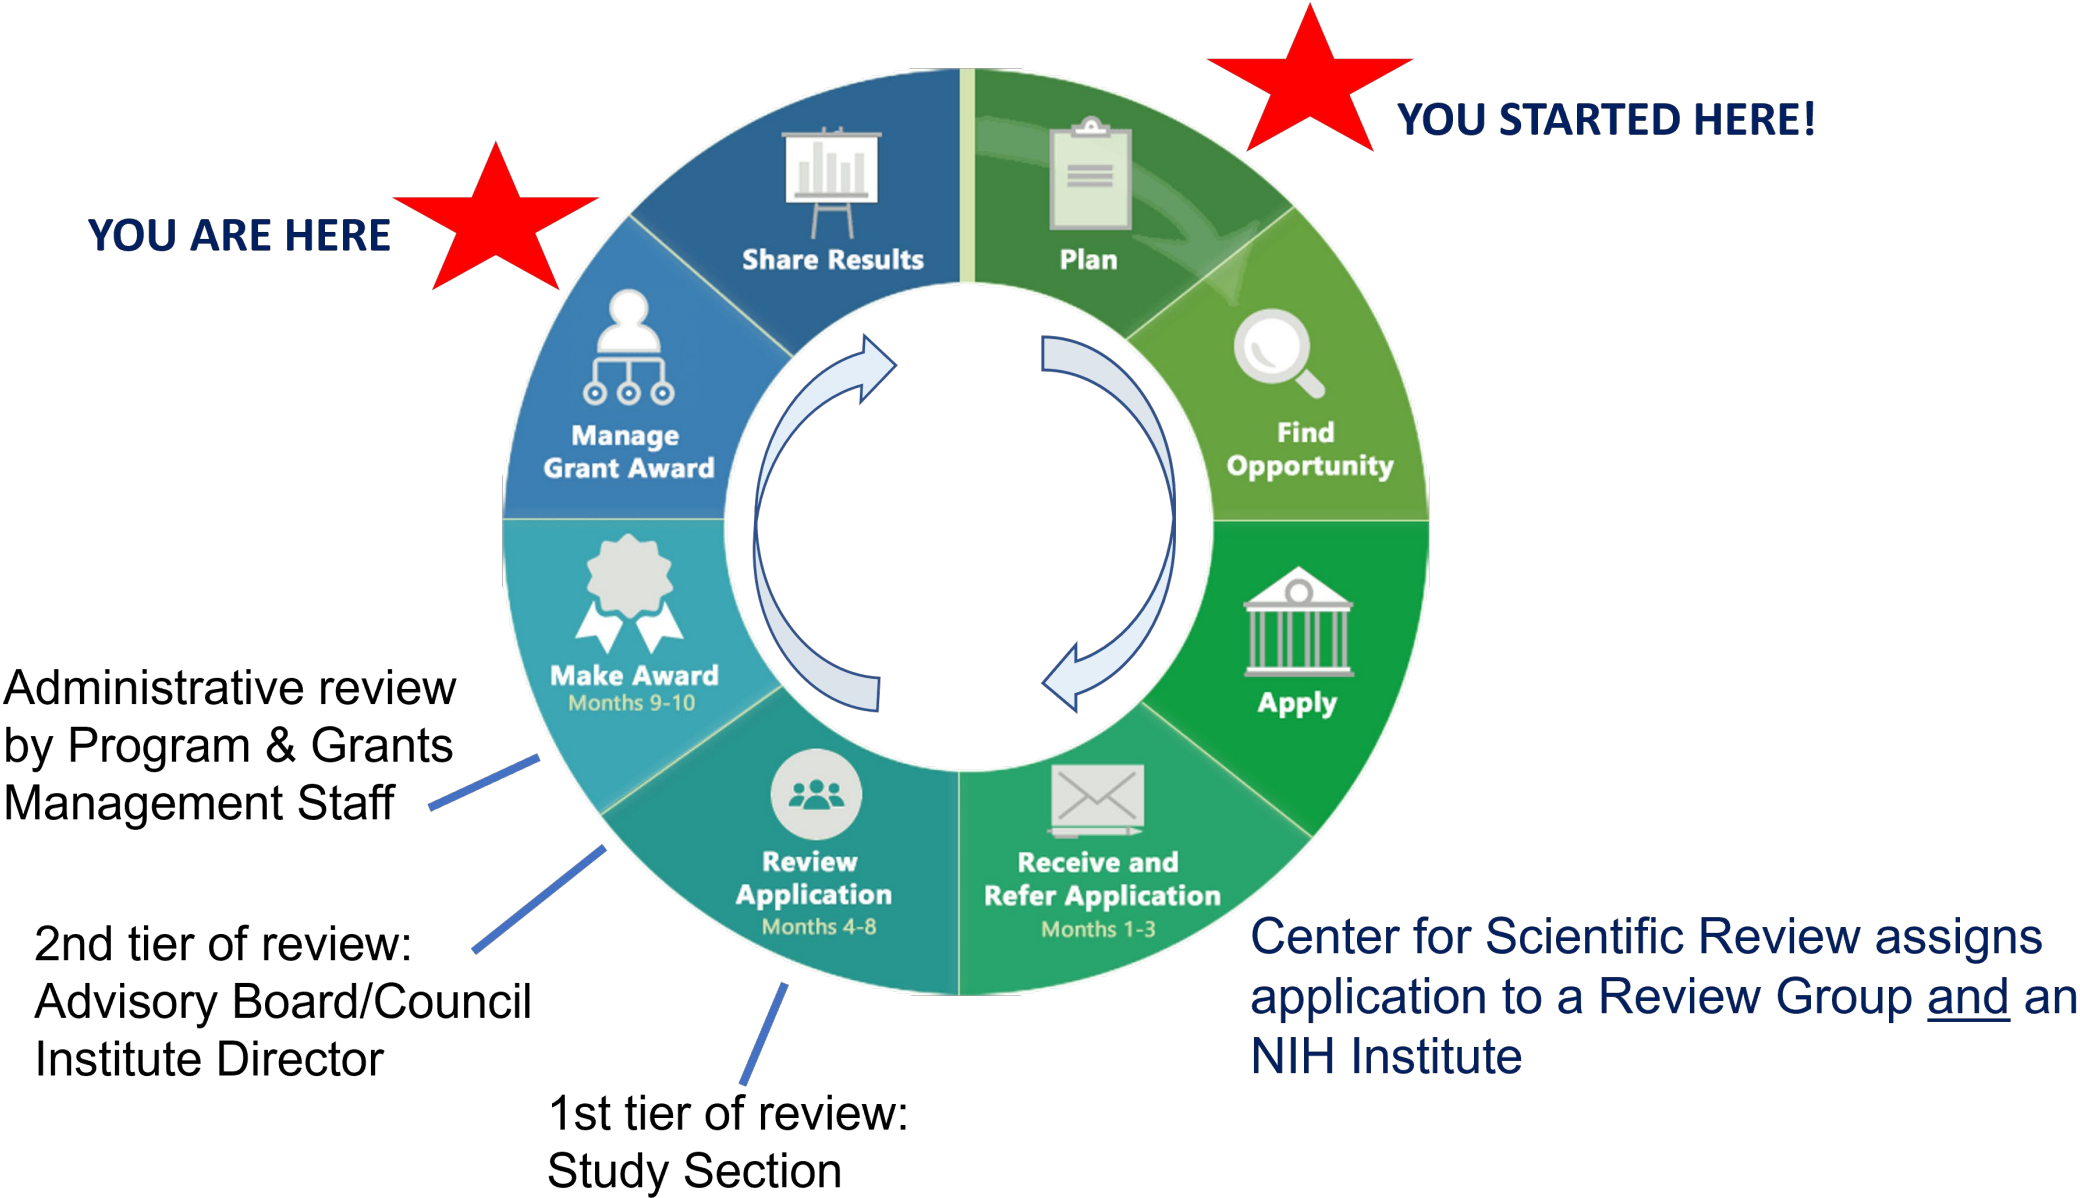 YOU STARTED HERE!
YOU ARE HERE
Share Results
Plan
Manage
Grant Award
Find
Opportunity
Make Award
Months 9-10
Apply
Administrative review
by Program & Grants
Management Staff
Review
Application
Months 4-8
Receive and
Refer Application
Months 1-3
2nd tier of review:
Advisory Board/Council
Institute Director
Center for Scientific Review assigns
application to a Review Group and an
NIH Institute
1st tier of review:
Study Section